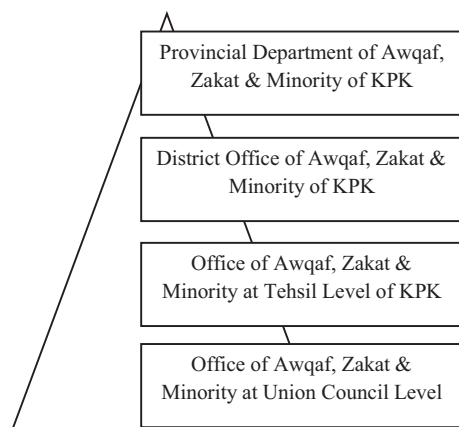 Provincial Department of Awqaf,
Zakat & Minority of KPK
District Office of Awqaf, Zakat &
Minority of KPK
Office of Awqaf, Zakat &
Minority at Tehsil Level of KPK
Office of Awqaf, Zakat &
Minority at Union Council Level